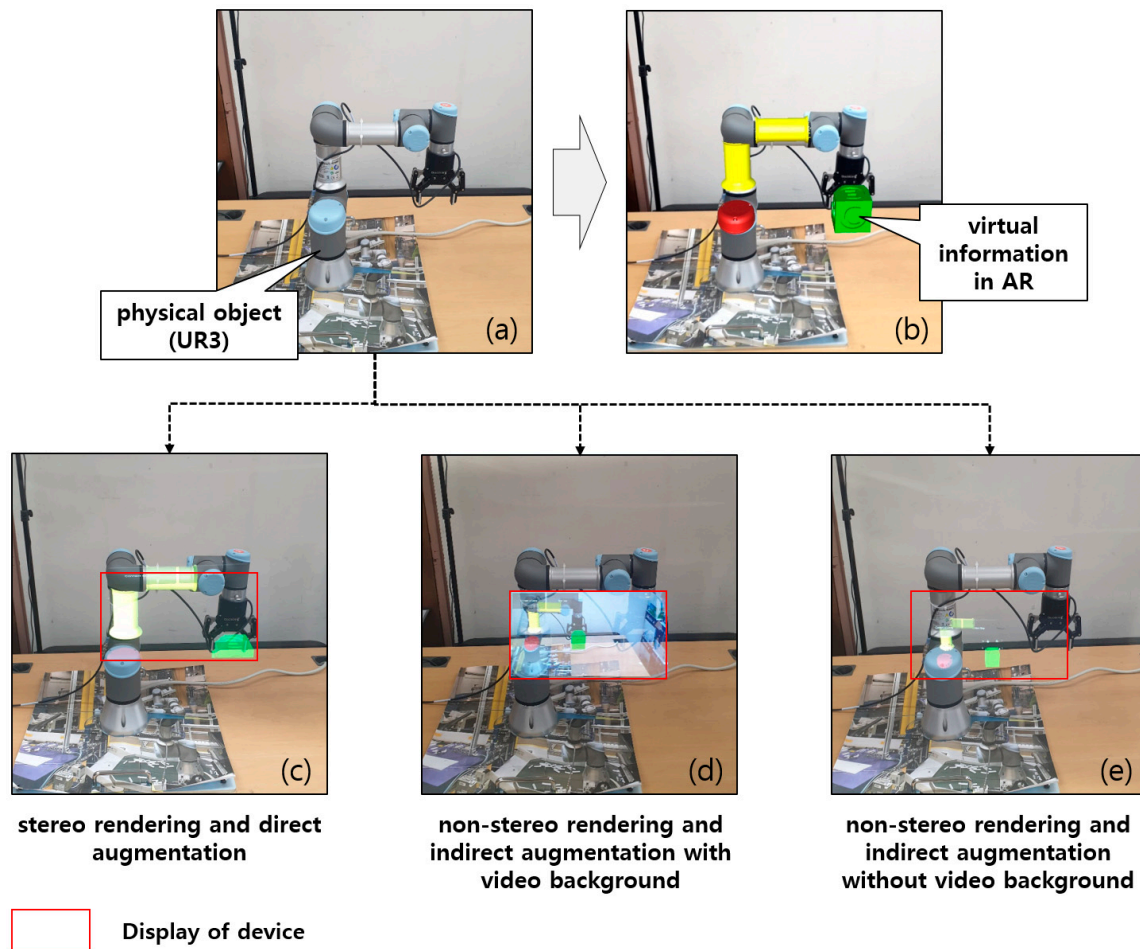 physical object
(UR3)
(a)
(b)
virtual
information
in AR
(c)
(d)
(e)
stereo rendering and direct
augmentation
non-stereo rendering and
indirect augmentation with
video background
non-stereo rendering and
indirect augmentation
without video background
Display of device